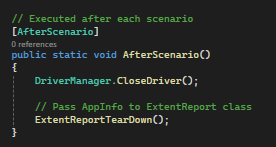 // Executed after each scenario
[AfterScenario]
0 references
public static void AfterScenario()
{
DriverManager.CloseDriver();
// Pass AppInfo to ExtentReport class
ExtentReportTearDown();
}